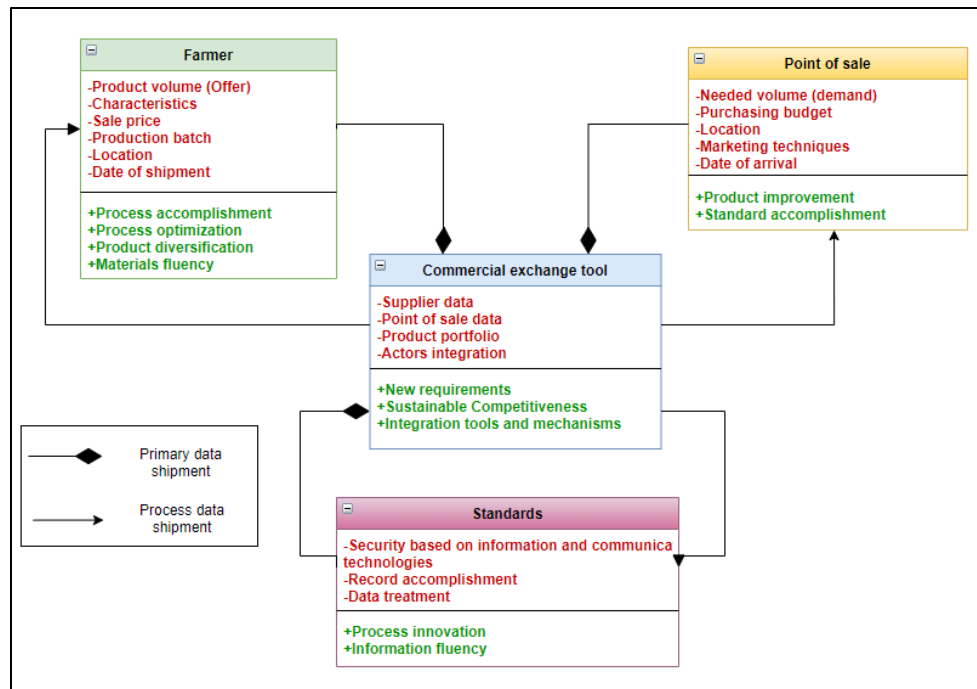 Farmer
-Product volume (Offer)
-Characteristics
-Sale price
-Production batch
-Location
-Date of shipment
+Process accomplishment
+Process optimization
+Product diversification
+Materials fluency
Point of sale
-Needed volume (demand)
-Purchasing budget
-Location
-Marketing techniques
-Date of arrival
+Product improvement
+Standard accomplishment
Commercial exchange tool
-Supplier data
-Point of sale data
-Product portfolio
-Actors integration
+New requirements
+Sustainable Competitiveness
+Integration tools and mechanisms
Primary data
shipment
Process data
shipment
Standards
-Security based on information and communica
technologies
-Record accomplishment
-Data treatment
+Process innovation
+Information fluency